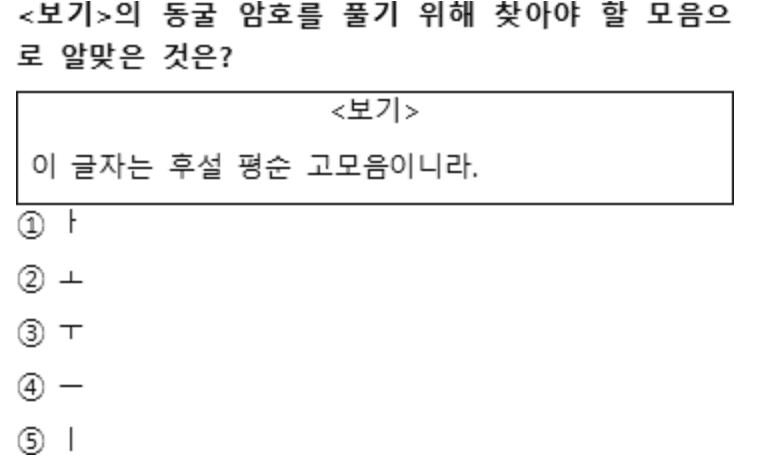 <보기>의 동굴 암호를 풀기 위해 찾아야 할 모음으
로 알맞은 것은?
<보기>
이 글자는 후설 평순 고모음이니라.
① ㅏ
② ㅗ
③ ㅜ
④ ㅡ
⑤ ㅣ